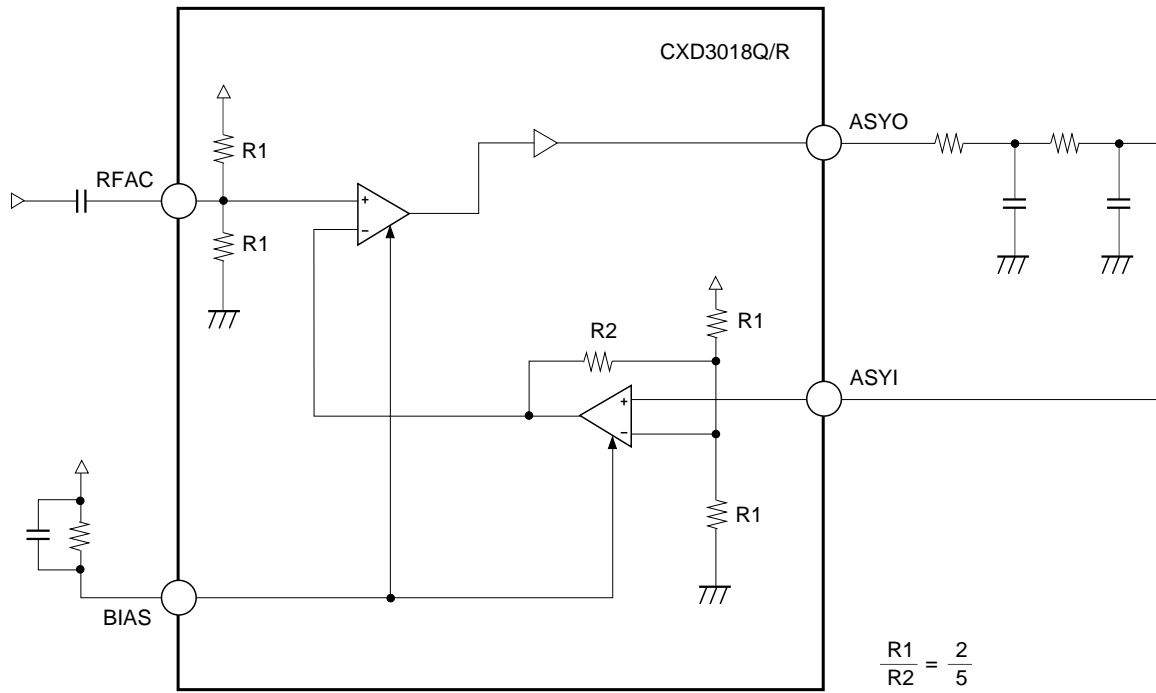 CXD3018Q/R
ASYO
R1
RFAC
+
−
R1
R1
R2
ASYI
+
−
R1
BIAS
R1/R2 = 2/5